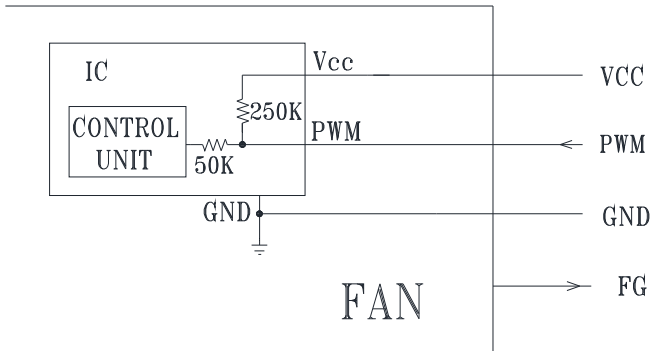 IC
Vcc
VCC
250K
CONTROL
UNIT
50K
PWM
PWM
GND
GND
FG
FAN